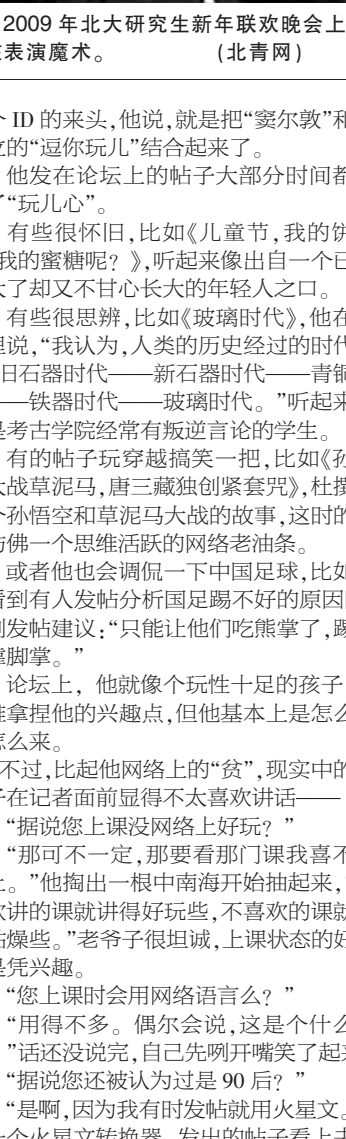 2009 年北大研究生新年联欢晚会上
表演魔术。 (北青网)
ID 的来头,他说,就是把“窦尔敦”和
的“逗你玩儿”结合起来了。
他发在论坛上的帖子大部分时间都
“玩儿心”。
有些很怀旧,比如《儿童节,我的饼
我的蜜糖呢?》,听起来像出自一个已
大了却又不甘心长大的年轻人之口。
有些很思辨,比如《玻璃时代》,他在
里说,“我认为,人类的历史经过的时代
旧石器时代——新石器时代——青铜
——铁器时代——玻璃时代。”听起来
是考古学院经常有叛逆言论的学生。
有的帖子玩穿越搞笑一把,比如《孙
大战草泥马,唐三藏独创紧套咒》,杜撰
个孙悟空和草泥马大战的故事,这时的
佛一个思维活跃的网络老油条。
或者他也会调侃一下中国足球,比如
看到有人发帖分析国足踢不好的原因
则发帖建议:“只能让他们吃熊掌了,踢
靠脚掌。”
论坛上,他就像个玩性十足的孩子
难拿捏他的兴趣点,但他基本上是怎么
怎么来。
不过,比起他网络上的“贫”,现实中的
子在记者面前显得不太喜欢讲话——
“据说您上课没网络上好玩?”
“那可不一定,那要看那门课我喜不
上。”他掏出一根中南海开始抽起来,
欢讲的课就讲得好玩些,不喜欢的课就
枯燥些。”老爷子很坦诚,上课状态的好
是凭兴趣。
“您上课时会用网络语言么?”
“用得不多。偶尔会说,这是个什么
”话还没说完,自己先咧开嘴笑了起来
“据说您还被认为过是 90 后?”
“是啊,因为我有时发帖就用火星文。
一个火星文转换器,发出的帖子看上去